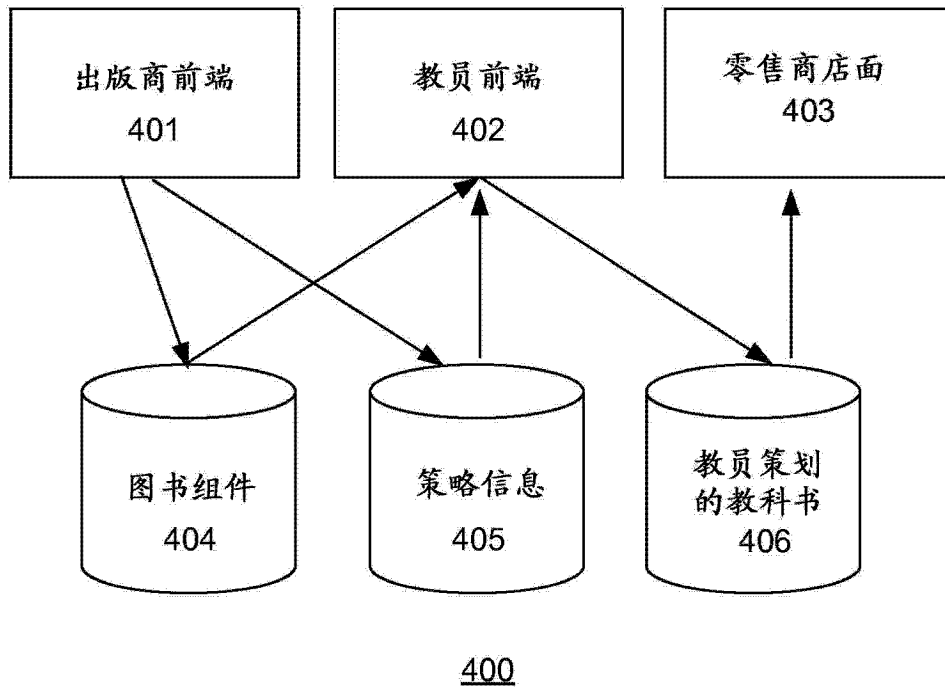 出版商前端
401
教员前端
402
零售商店面
403
图书组件
404
策略信息
405
教员策划
的教科书
406
400